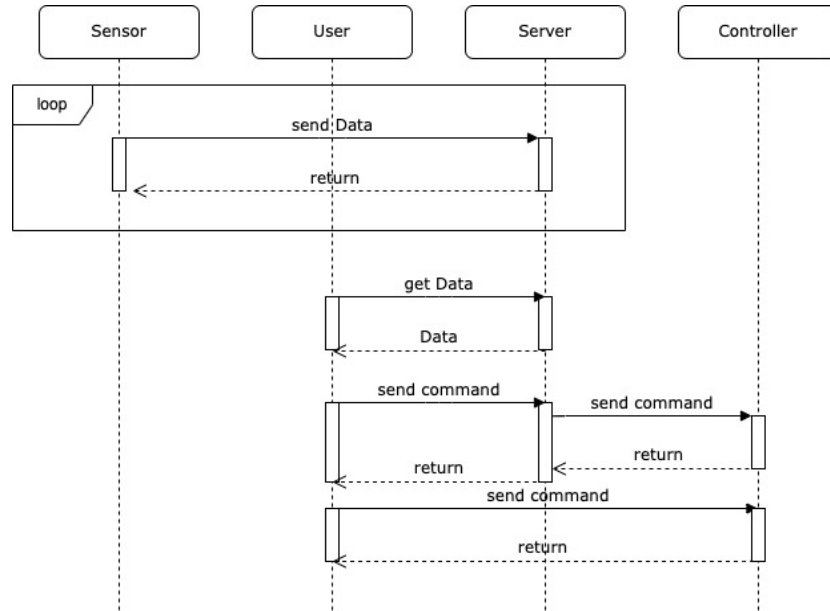 Sensor
User
Server
Controller
loop
send Data
return
get Data
Data
send command
send command
return
return
send command
return